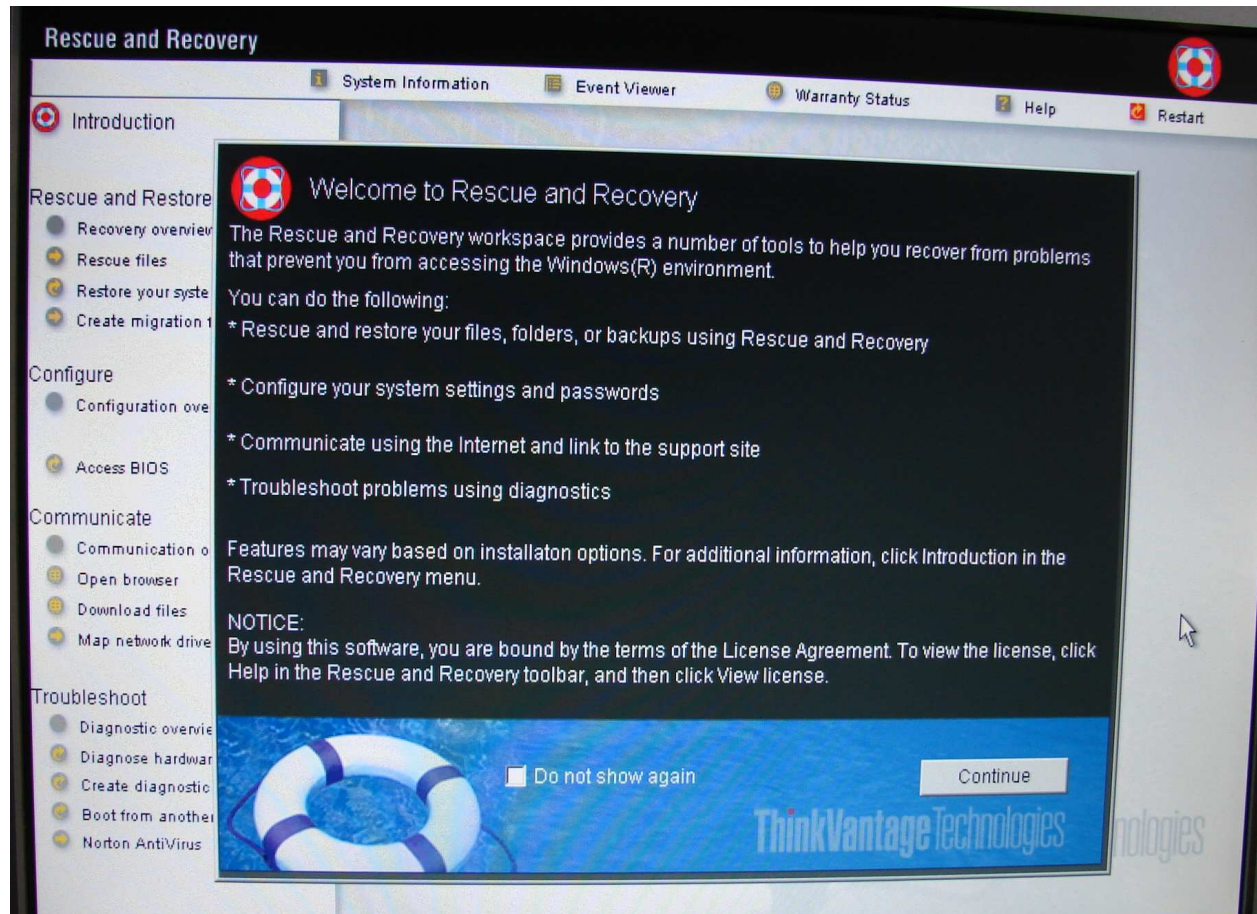 Rescue and Recovery
System Information
Event Viewer
Warranty Status
Help
Restart
Introduction
Rescue and Restore
Recovery overview
Rescue files
Restore your syste
Create migration f
Configure
Configuration ove
Access BIOS
Communicate
Communication o
Open browser
Download files
Map network drive
Troubleshoot
Diagnostic overvie
Diagnose hardwar
Create diagnostic
Boot from another
Norton AntiVirus
Welcome to Rescue and Recovery
The Rescue and Recovery workspace provides a number of tools to help you recover from problems
that prevent you from accessing the Windows(R) environment.
You can do the following:
* Rescue and restore your files, folders, or backups using Rescue and Recovery
* Configure your system settings and passwords
* Communicate using the Internet and link to the support site
* Troubleshoot problems using diagnostics
Features may vary based on installaton options. For additional information, click Introduction in the
Rescue and Recovery menu.
NOTICE:
By using this software, you are bound by the terms of the License Agreement. To view the license, click
Help in the Rescue and Recovery toolbar, and then click View license.
Do not show again
Continue
ThinkVantage Technologies
nologies